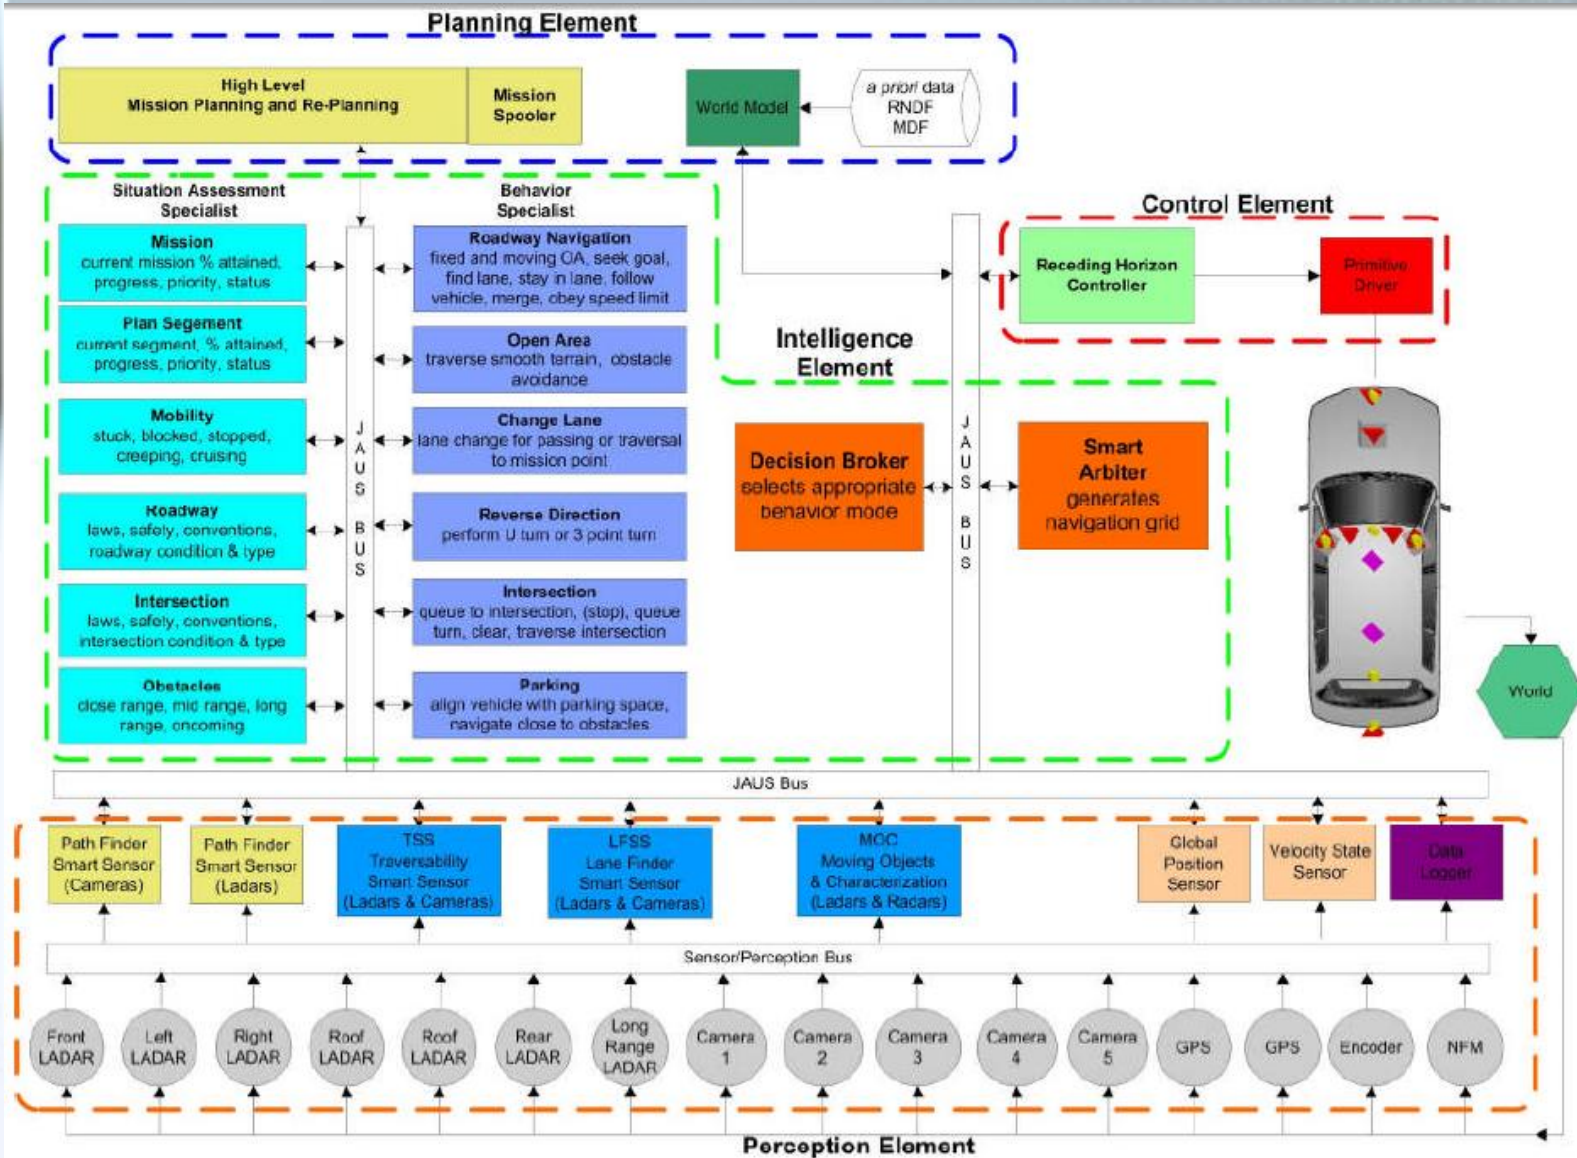 Planning Element
High Level
Mission Planning and Re-Planning
Mission
Spooler
World Model
a priori data
RNDF
MDF
Situation Assessment
Specialist
Behavior
Specialist
Mission
current mission % attained,
progress, priority, status
Plan Segement
current segment, % attained,
progress, priority, status
Mobility
stuck, blocked, stopped,
creeping, cruising
Roadway
laws, safety, conventions,
roadway condition & type
Intersection
laws, safety, conventions,
intersection condition & type
Obstacles
close range, mid range, long
range, oncoming
JAUS BUS
Roadway Navigation
fixed and moving OA, seek goal,
find lane, stay in lane, follow
vehicle, merge, obey speed limit
Open Area
traverse smooth terrain, obstacle
avoidance
Change Lane
lane change for passing or traversal
to mission point
Reverse Direction
perform U turn or 3 point turn
Intersection
queue to intersection, (stop), queue
turn, clear, traverse intersection
Parking
align vehicle with parking space,
navigate close to obstacles
Control Element
Receding Horizon
Controller
Primitive
Driver
Intelligence
Element
Decision Broker
selects appropriate
behavior mode
JAUS BUS
Smart
Arbiter
generates
navigation grid
World
JAUS Bus
Path Finder
Smart Sensor
(Cameras)
Path Finder
Smart Sensor
(Ladars)
TSS
Traversability
Smart Sensor
(Ladars & Cameras)
LFSS
Lane Finder
Smart Sensor
(Ladars & Cameras)
MOC
Moving Objects
& Characterization
(Ladars & Radars)
Global
Position
Sensor
Velocity State
Sensor
Data
Logger
Sensor/Perception Bus
Front
LADAR
Left
LADAR
Right
LADAR
Roof
LADAR
Roof
LADAR
Rear
LADAR
Long
Range
LADAR
Camera
1
Camera
2
Camera
3
Camera
4
Camera
5
GPS
GPS
Encoder
NFM
Perception Element